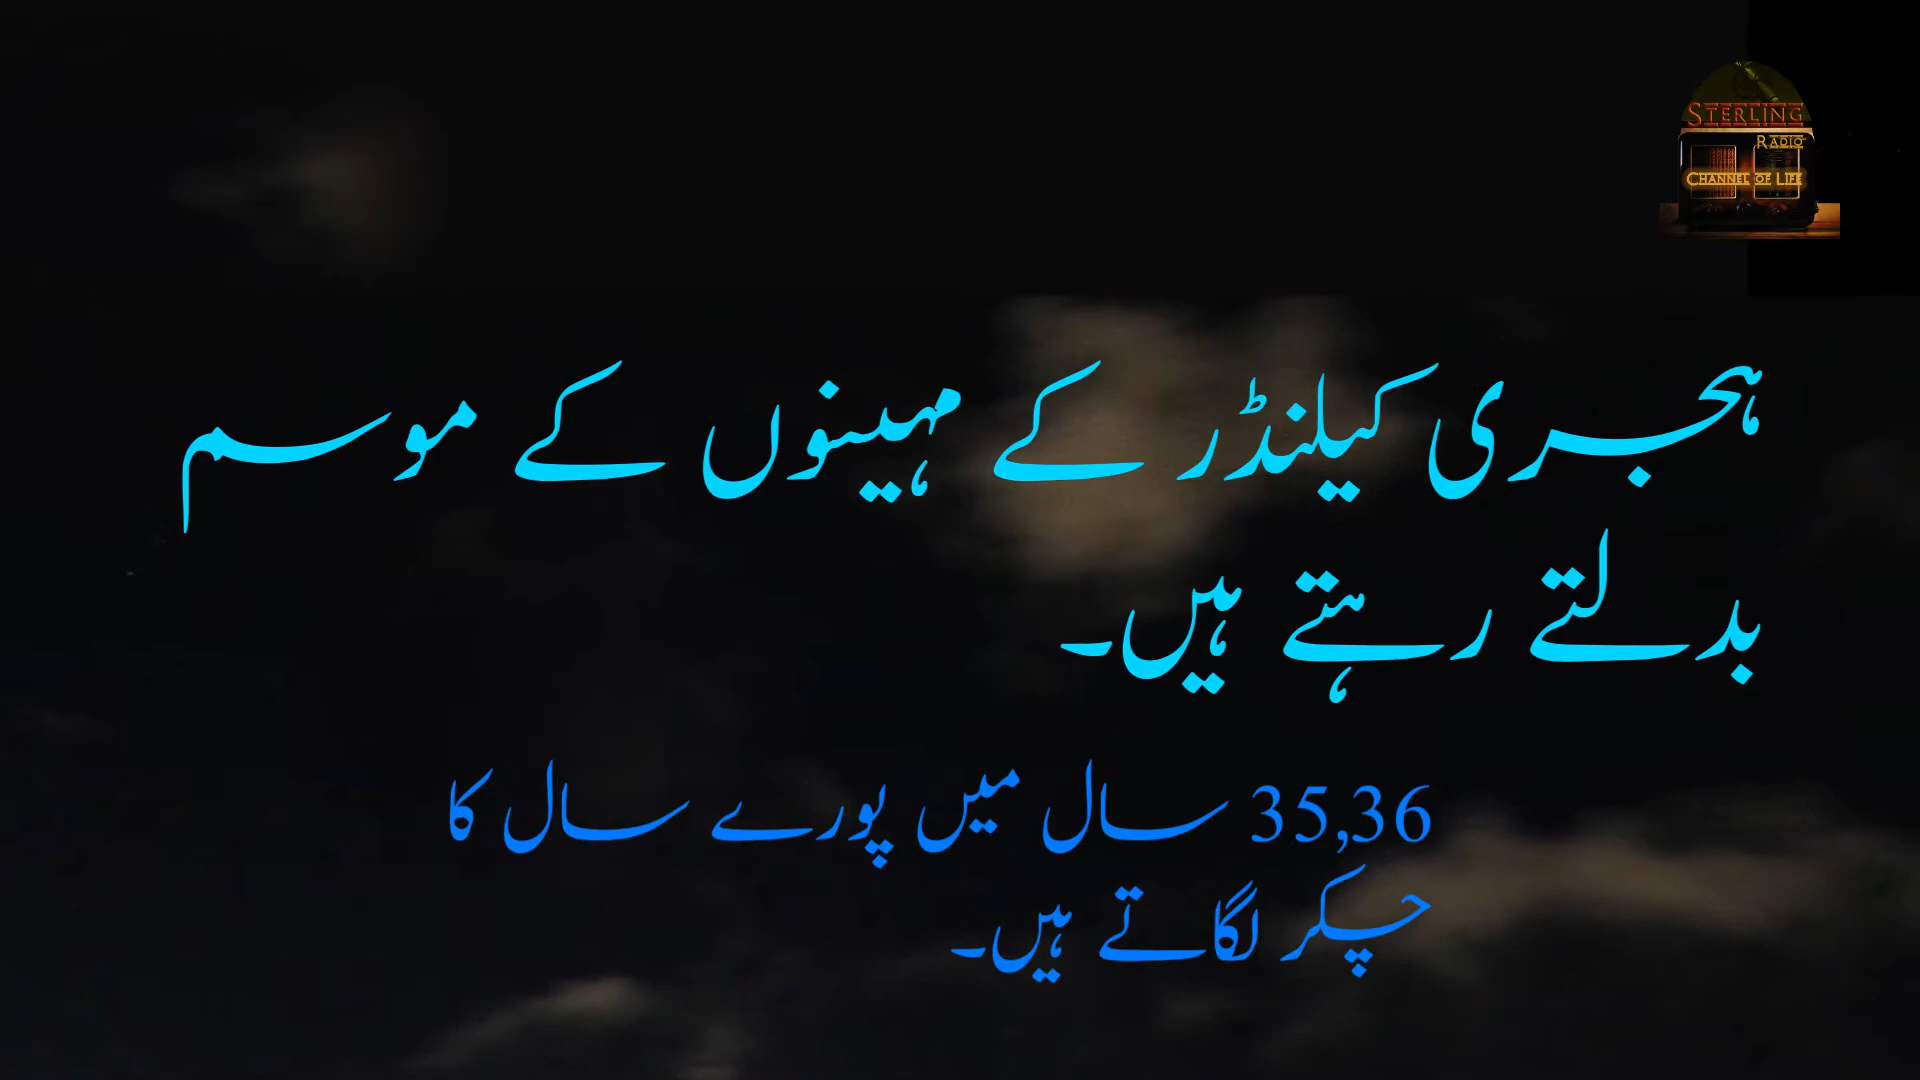 STERLING
RADIO
CHANNEL OF LIFE
ہجری کیلنڈر کے مہینوں کے موسم
بدلتے رہتے ہیں۔
35,36 سال میں پورے سال کا
چکر لگاتے ہیں۔